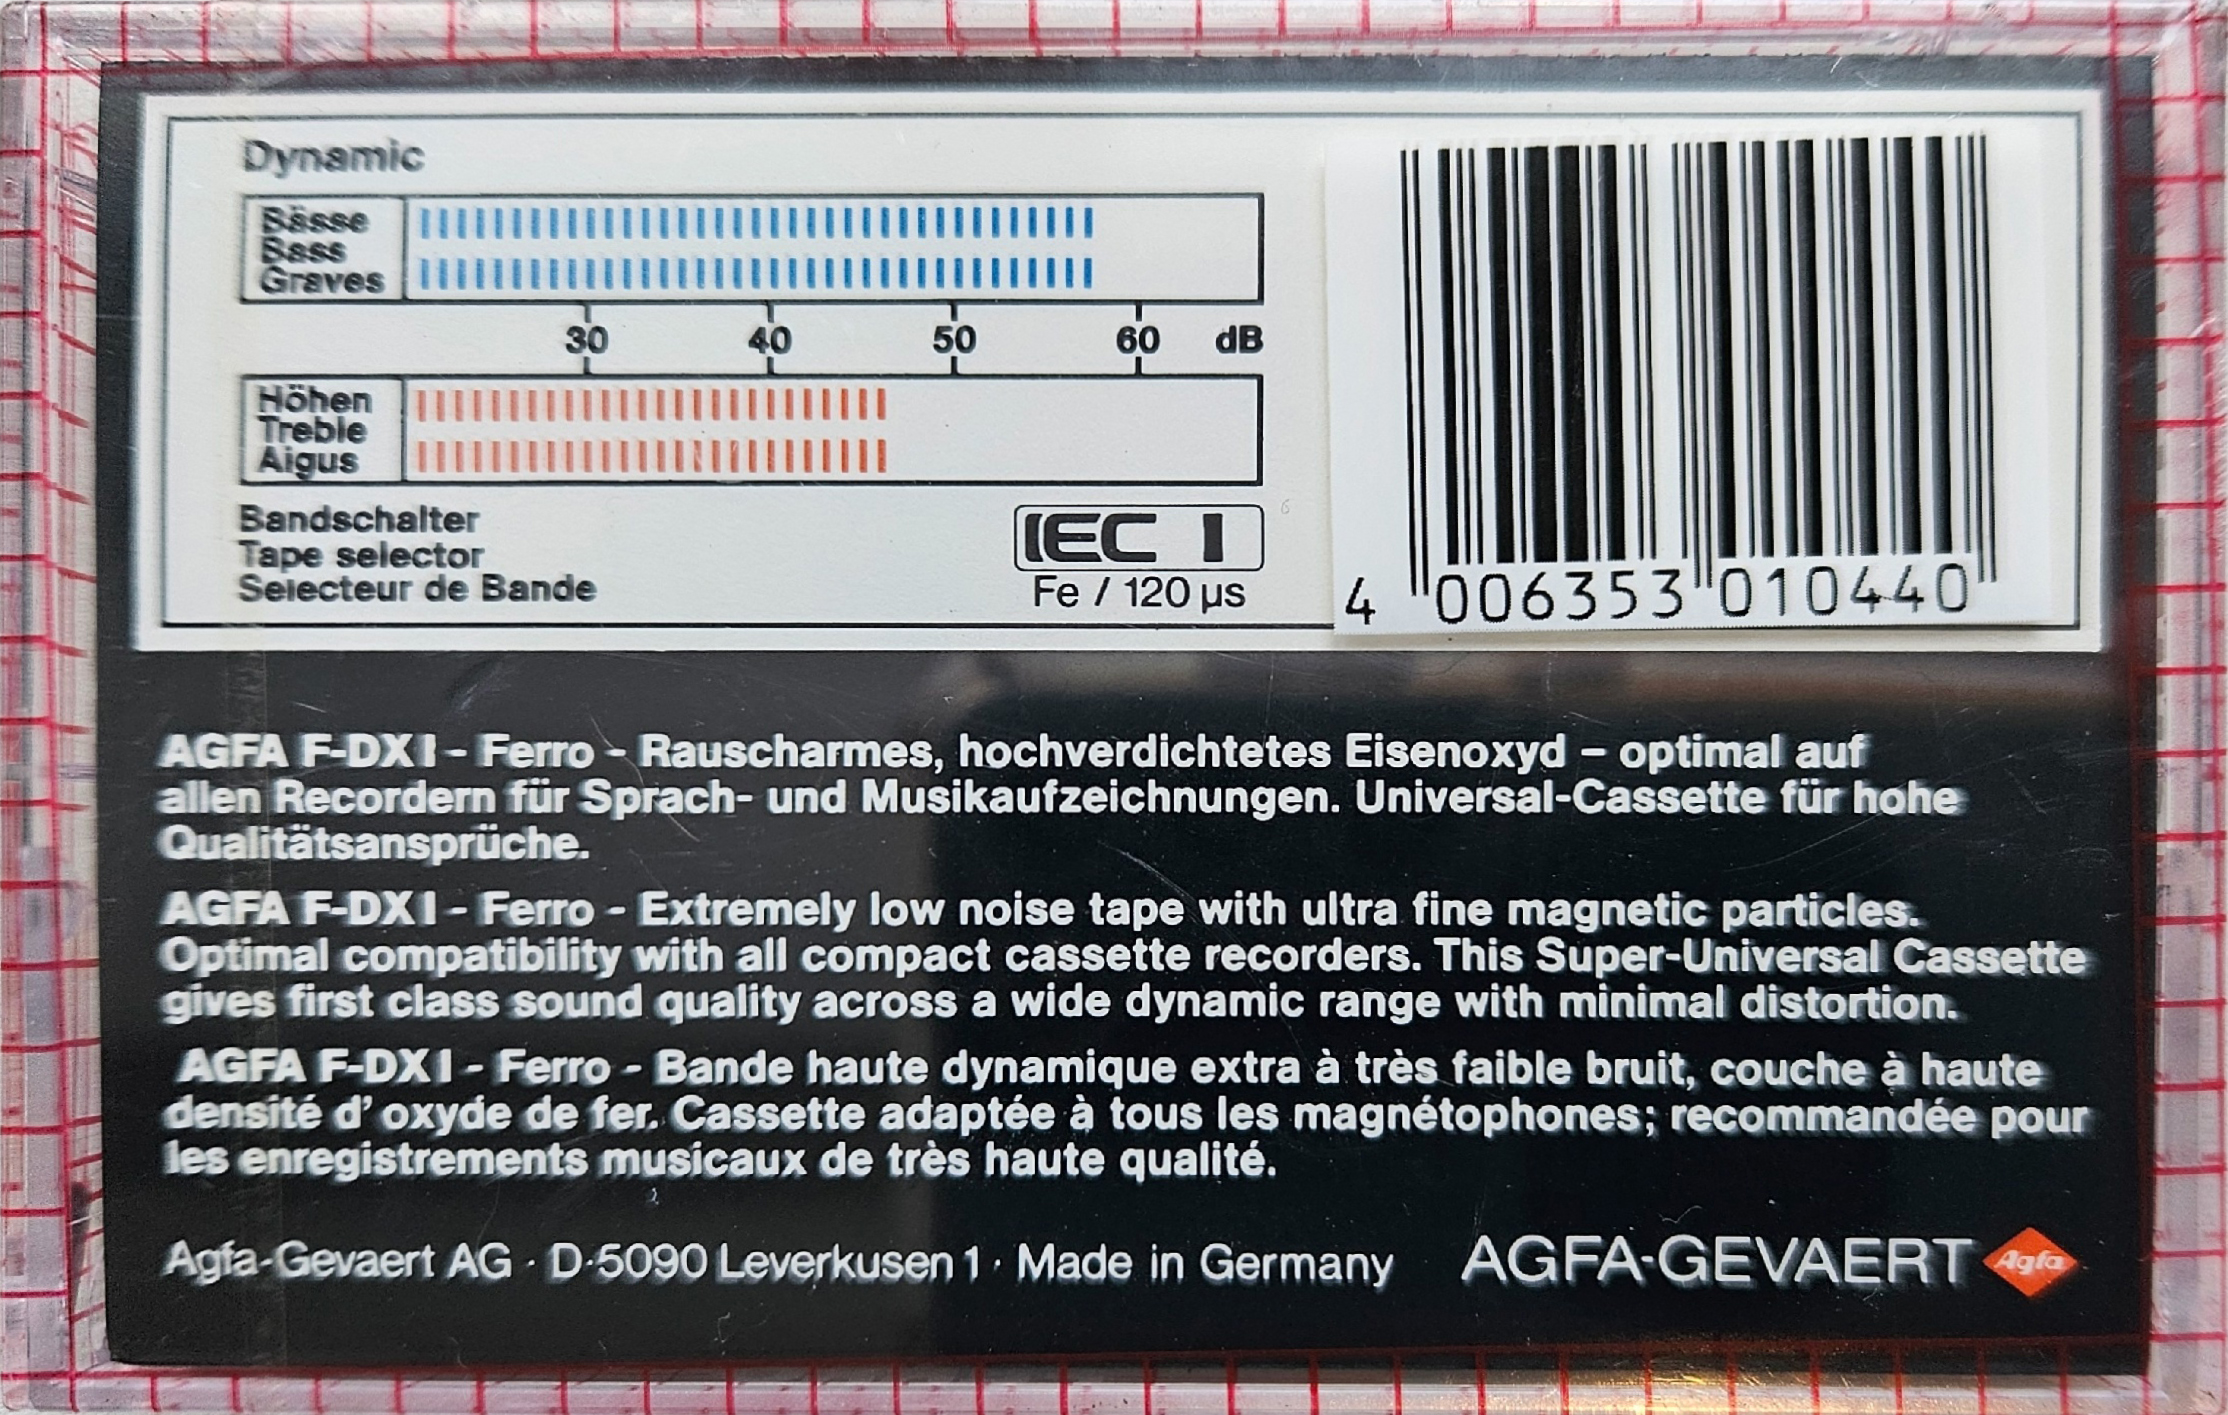 Dynamic
Bässe
Bass
Graves
30 40 50 60 dB
Höhen
Treble
Aigus
Bandschalter
Tape selector
Selecteur de Bande
IEC I
Fe / 120 µs
4 006353 010440
AGFA F-DX I - Ferro - Rauscharmes, hochverdichtetes Eisenoxyd – optimal auf
allen Recordern für Sprach- und Musikaufzeichnungen. Universal-Cassette für hohe
Qualitätsansprüche.
AGFA F-DX I - Ferro - Extremely low noise tape with ultra fine magnetic particles.
Optimal compatibility with all compact cassette recorders. This Super-Universal Cassette
gives first class sound quality across a wide dynamic range with minimal distortion.
AGFA F-DX I - Ferro - Bande haute dynamique extra à très faible bruit, couche à haute
densité d' oxyde de fer. Cassette adaptée à tous les magnétophones; recommandée pour
les enregistrements musicaux de très haute qualité.
Agfa-Gevaert AG · D-5090 Leverkusen 1 · Made in Germany
AGFA-GEVAERT Agfa